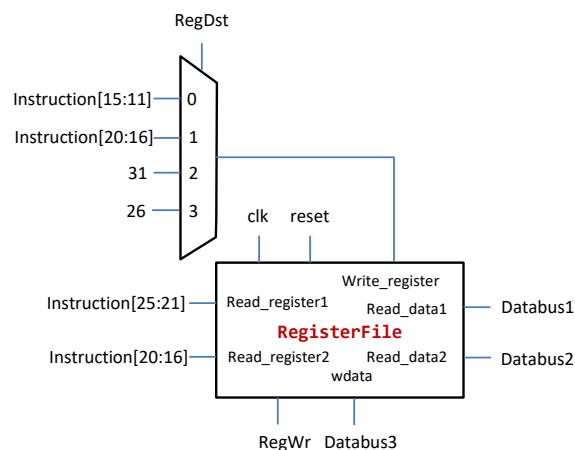 RegDst
Instruction[15:11] 0
Instruction[20:16] 1
31 2
26 3
clk reset
Write_register
Instruction[25:21] Read_register1
Read_data1 Databus1
RegisterFile
Instruction[20:16] Read_register2 Read_data2 Databus2
wdata
RegWr Databus3